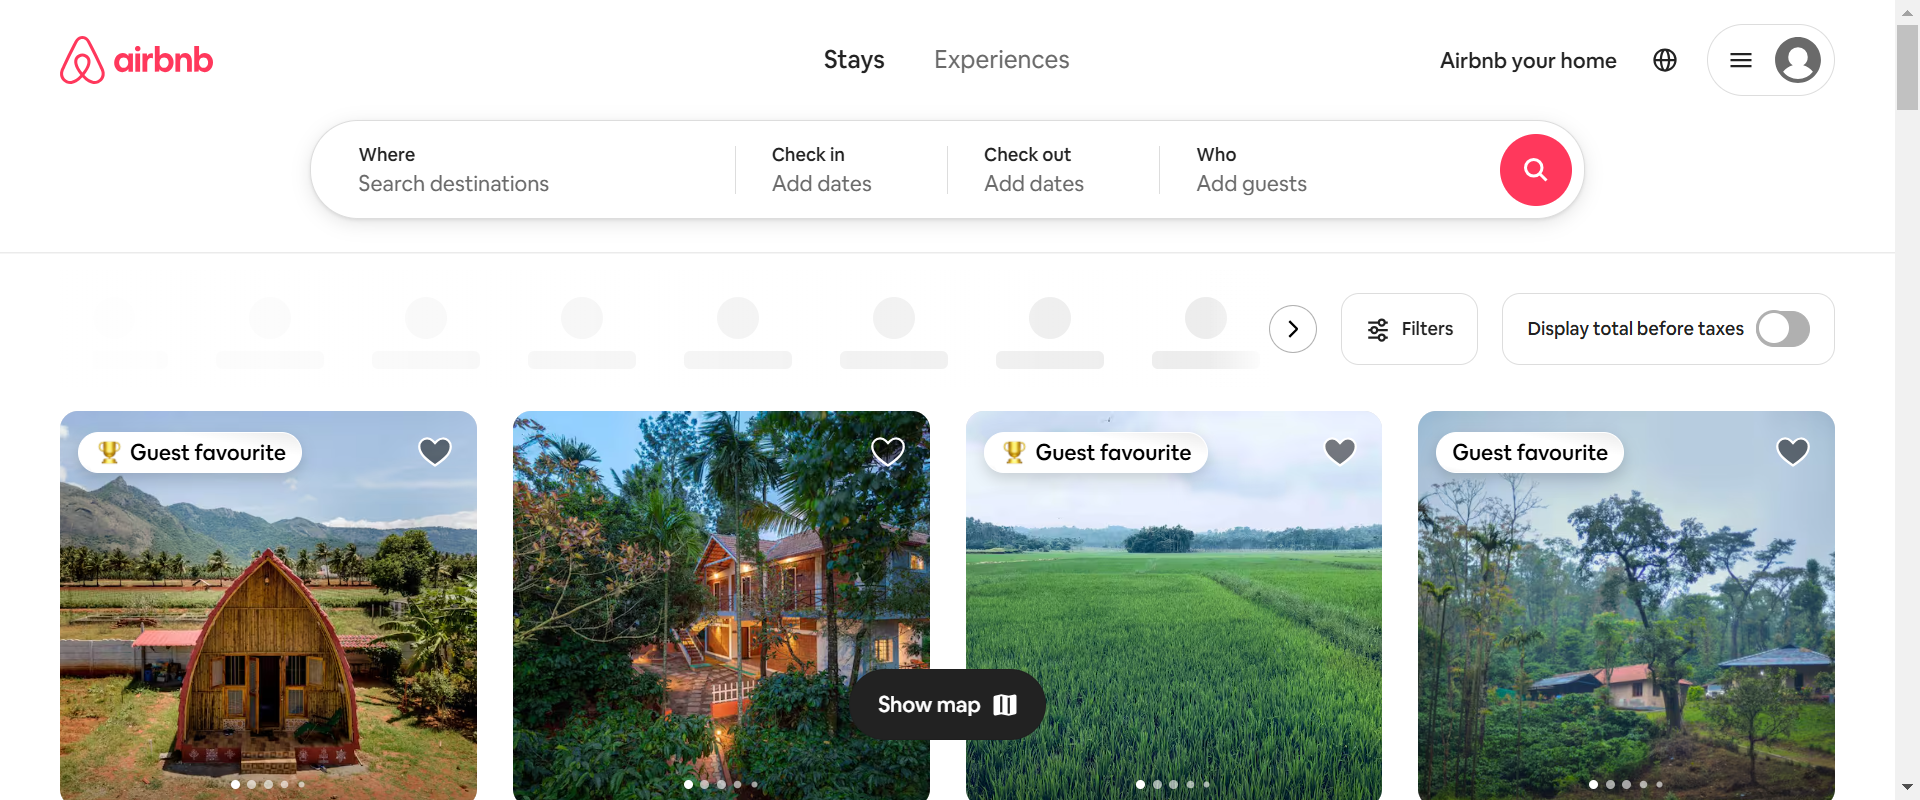 airbnb
Stays
Experiences
Airbnb your home
Where
Search destinations
Check in
Add dates
Check out
Add dates
Who
Add guests
Filters
Display total before taxes
Guest favourite
Guest favourite
Guest favourite
Show map